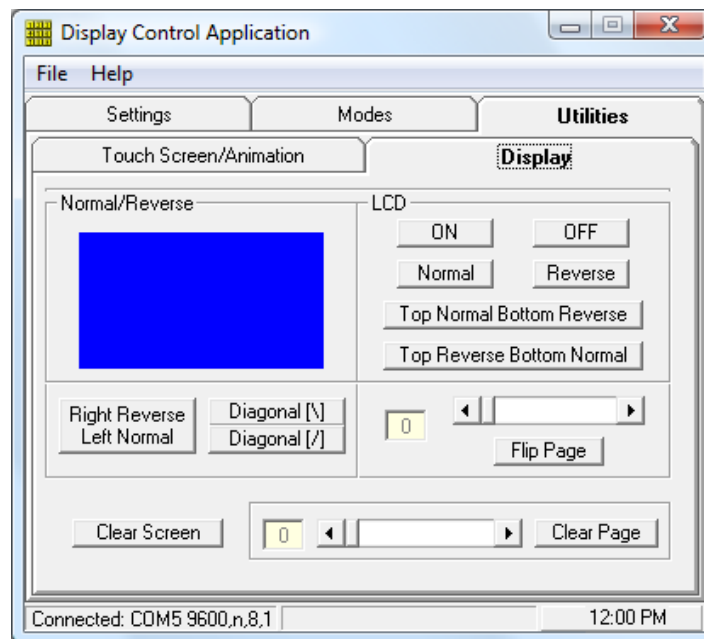 Display Control Application
File Help
Settings Modes Utilities
Touch Screen/Animation Display
Normal/Reverse
LCD
ON OFF
Normal Reverse
Top Normal Bottom Reverse
Top Reverse Bottom Normal
Right Reverse
Left Normal
Diagonal [\]
Diagonal [/]
0
Flip Page
Clear Screen 0 Clear Page
Connected: COM5 9600,n,8,1 12:00 PM